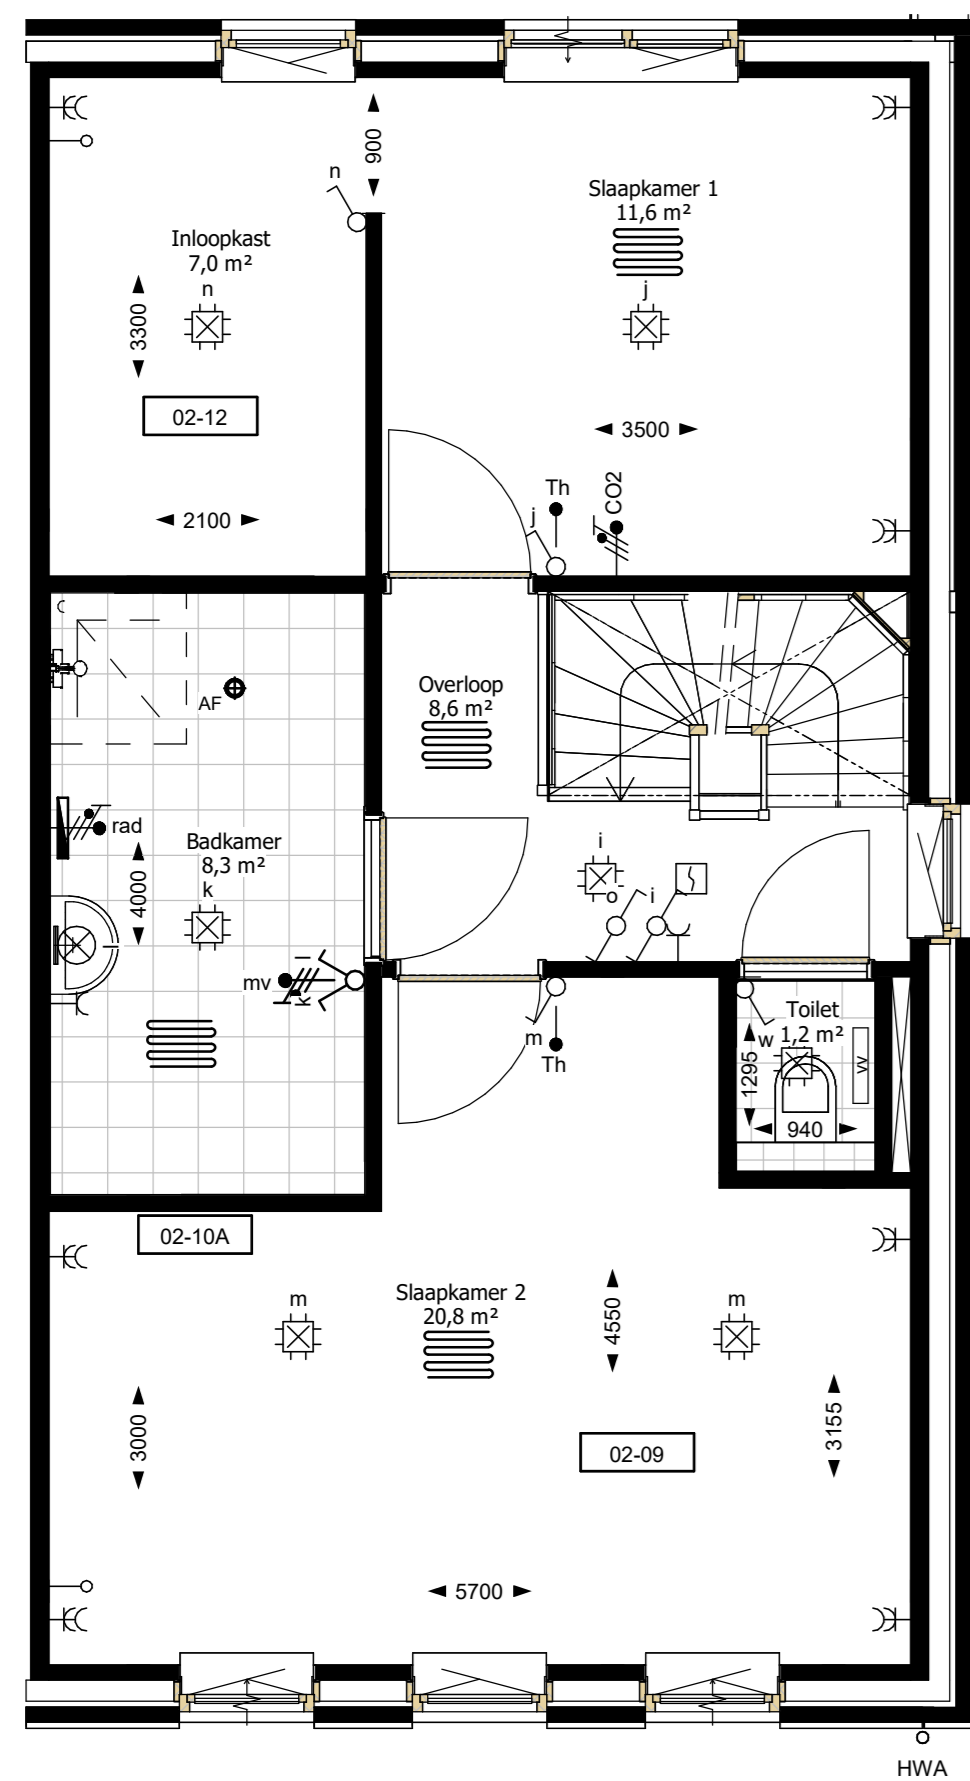 900
n
Slaapkamer 1
11,6 m²
Inloopkast
7,0 m²
n
j
3300
02-12
3500
2100
Th
CO2
j
Overloop
8,6 m²
AF
rad
Badkamer
8,3 m²
k
4000
i
o
i
mv
l
k
m
Th
Toilet
1,2 m²
w
1295
vv
940
02-10A
Slaapkamer 2
20,8 m²
m
m
4550
3000
3155
02-09
5700
HWA